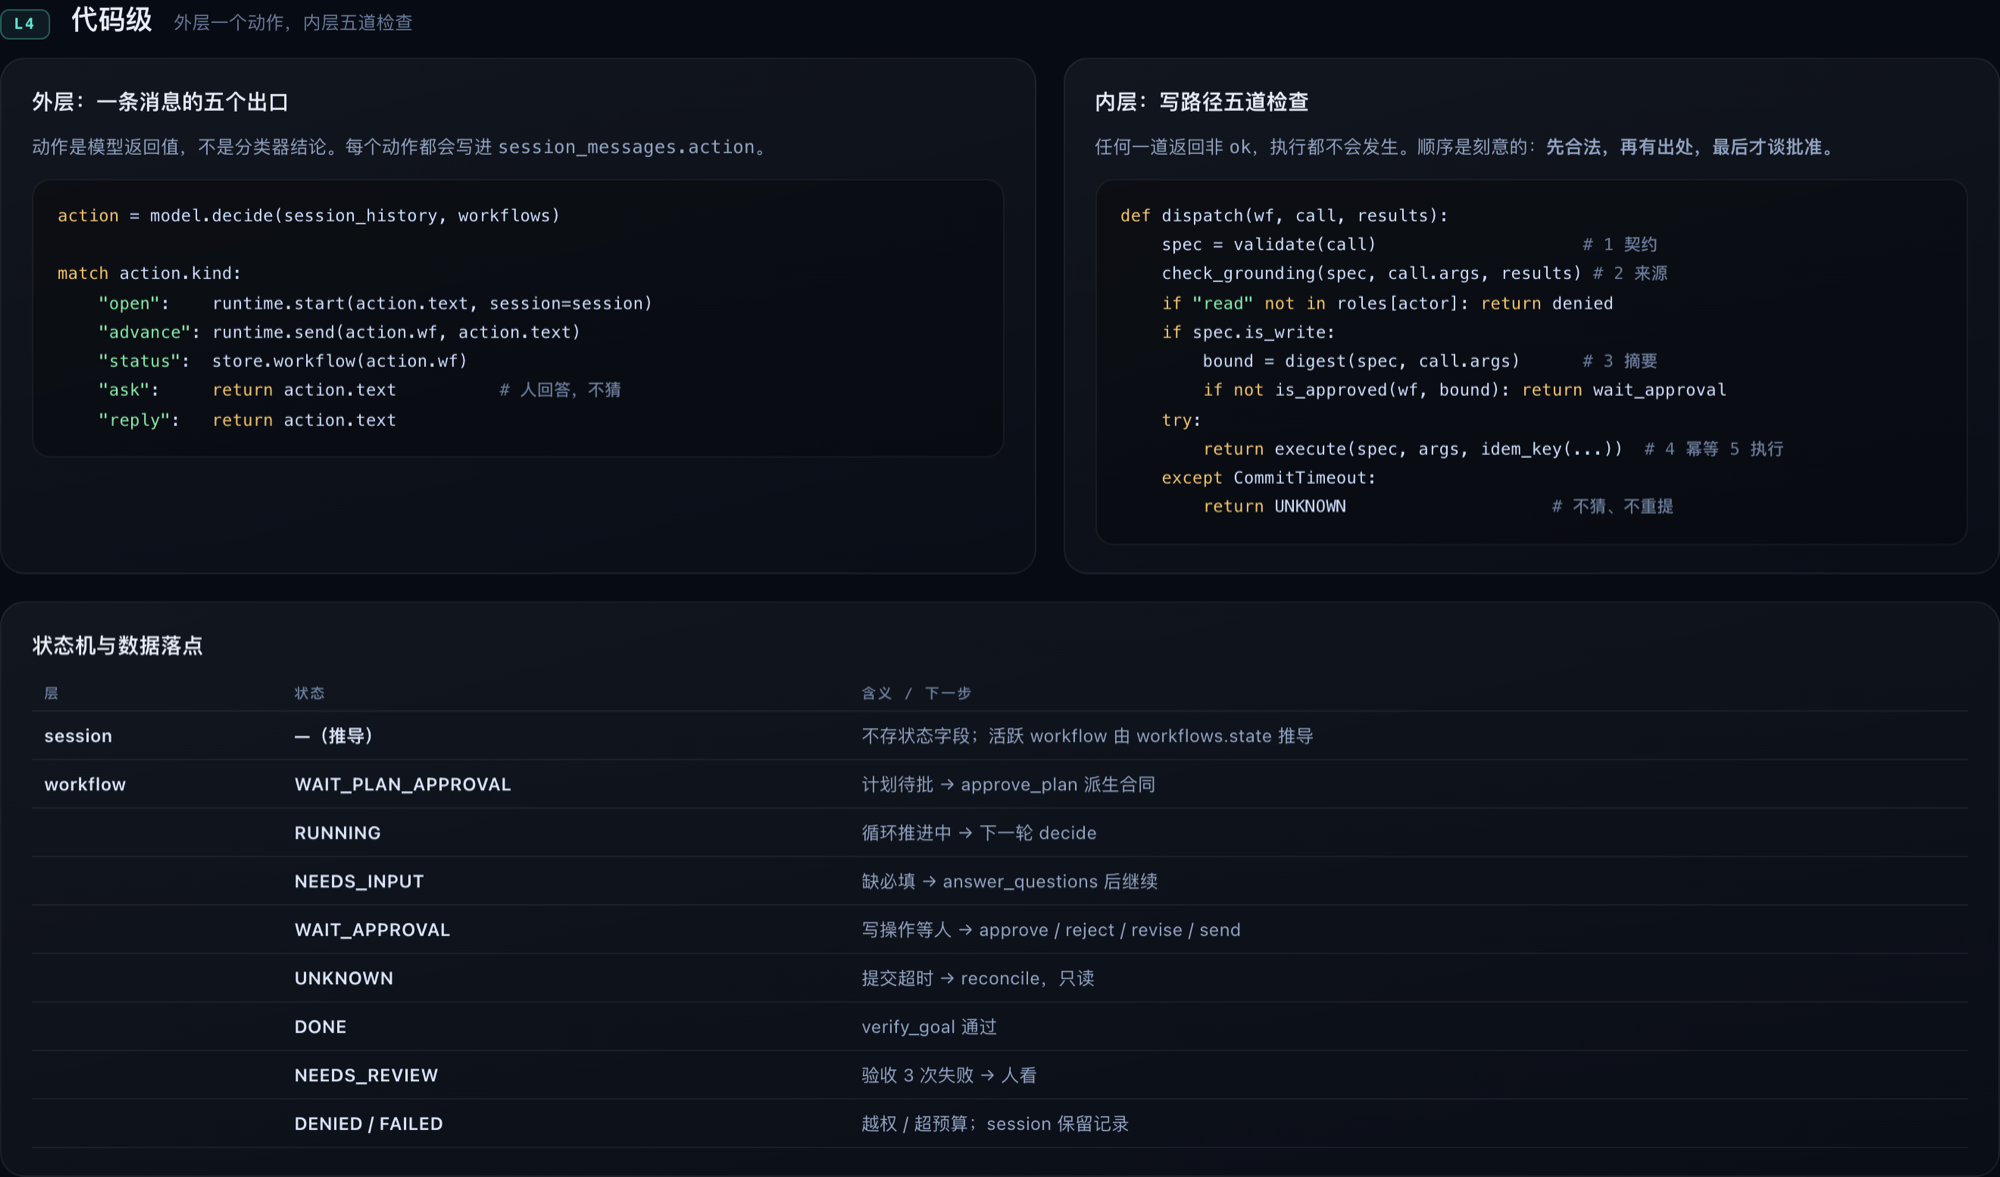 L4 代码级 外层一个动作，内层五道检查
外层：一条消息的五个出口
动作是模型返回值，不是分类器结论。每个动作都会写进 session_messages.action。
action = model.decide(session_history, workflows)
match action.kind:
    "open":    runtime.start(action.text, session=session)
    "advance": runtime.send(action.wf, action.text)
    "status":  store.workflow(action.wf)
    "ask":     return action.text          # 人回答，不猜
    "reply":   return action.text
内层：写路径五道检查
任何一道返回非 ok，执行都不会发生。顺序是刻意的：先合法，再有出处，最后才谈批准。
def dispatch(wf, call, results):
    spec = validate(call)                    # 1 契约
    check_grounding(spec, call.args, results) # 2 来源
    if "read" not in roles[actor]: return denied
    if spec.is_write:
        bound = digest(spec, call.args)      # 3 摘要
        if not is_approved(wf, bound): return wait_approval
    try:
        return execute(spec, args, idem_key(...))  # 4 幂等 5 执行
    except CommitTimeout:
        return UNKNOWN                    # 不猜、不重提
状态机与数据落点
层 状态 含义 / 下一步
session —（推导） 不存状态字段；活跃 workflow 由 workflows.state 推导
workflow WAIT_PLAN_APPROVAL 计划待批 → approve_plan 派生合同
RUNNING 循环推进中 → 下一轮 decide
NEEDS_INPUT 缺必填 → answer_questions 后继续
WAIT_APPROVAL 写操作等人 → approve / reject / revise / send
UNKNOWN 提交超时 → reconcile，只读
DONE verify_goal 通过
NEEDS_REVIEW 验收 3 次失败 → 人看
DENIED / FAILED 越权 / 超预算；session 保留记录